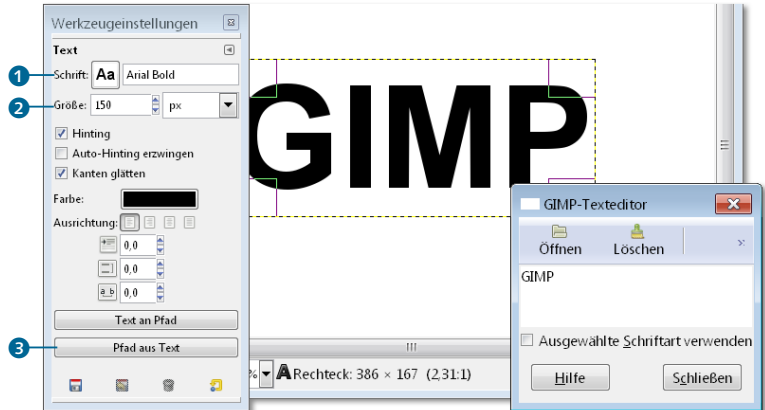 Werkzeugeinstellungen
Text
1 Schrift: Aa Arial Bold
2 Größe: 150 px
Hinting
Auto-Hinting erzwingen
Kanten glätten
Farbe:
Ausrichtung:
0,0
0,0
a_b 0,0
Text an Pfad
3 Pfad aus Text
GIMP
% A Rechteck: 386 × 167 (2,31:1)
GIMP-Texteditor
Öffnen Löschen
GIMP
Ausgewählte Schriftart verwenden
Hilfe Schließen